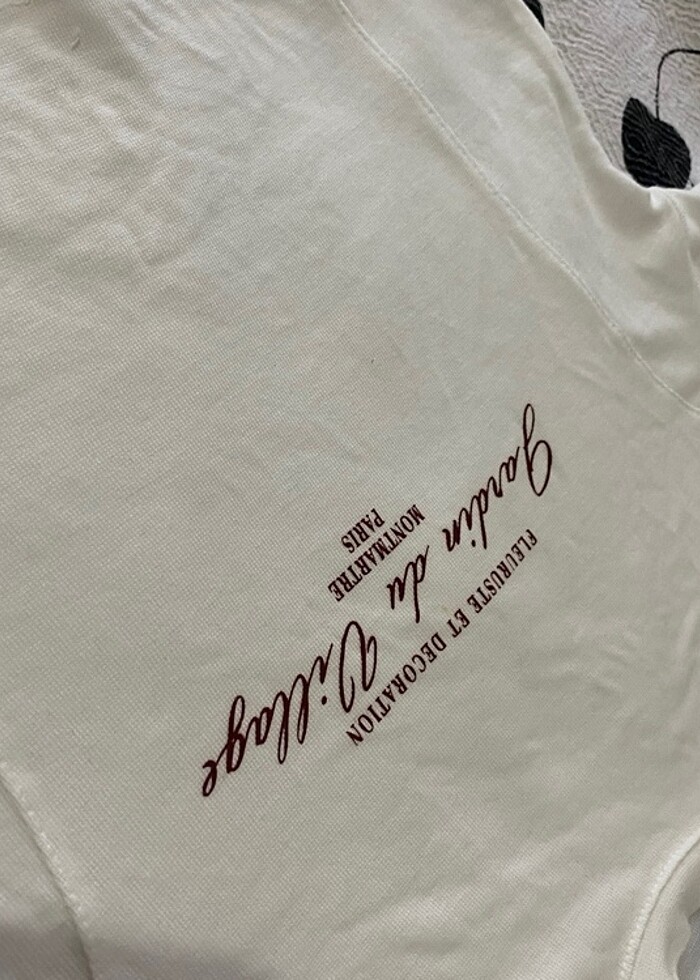 FLEURUSTE ET DECORATION
Jardin du Village
MONTMARTRE
PARIS